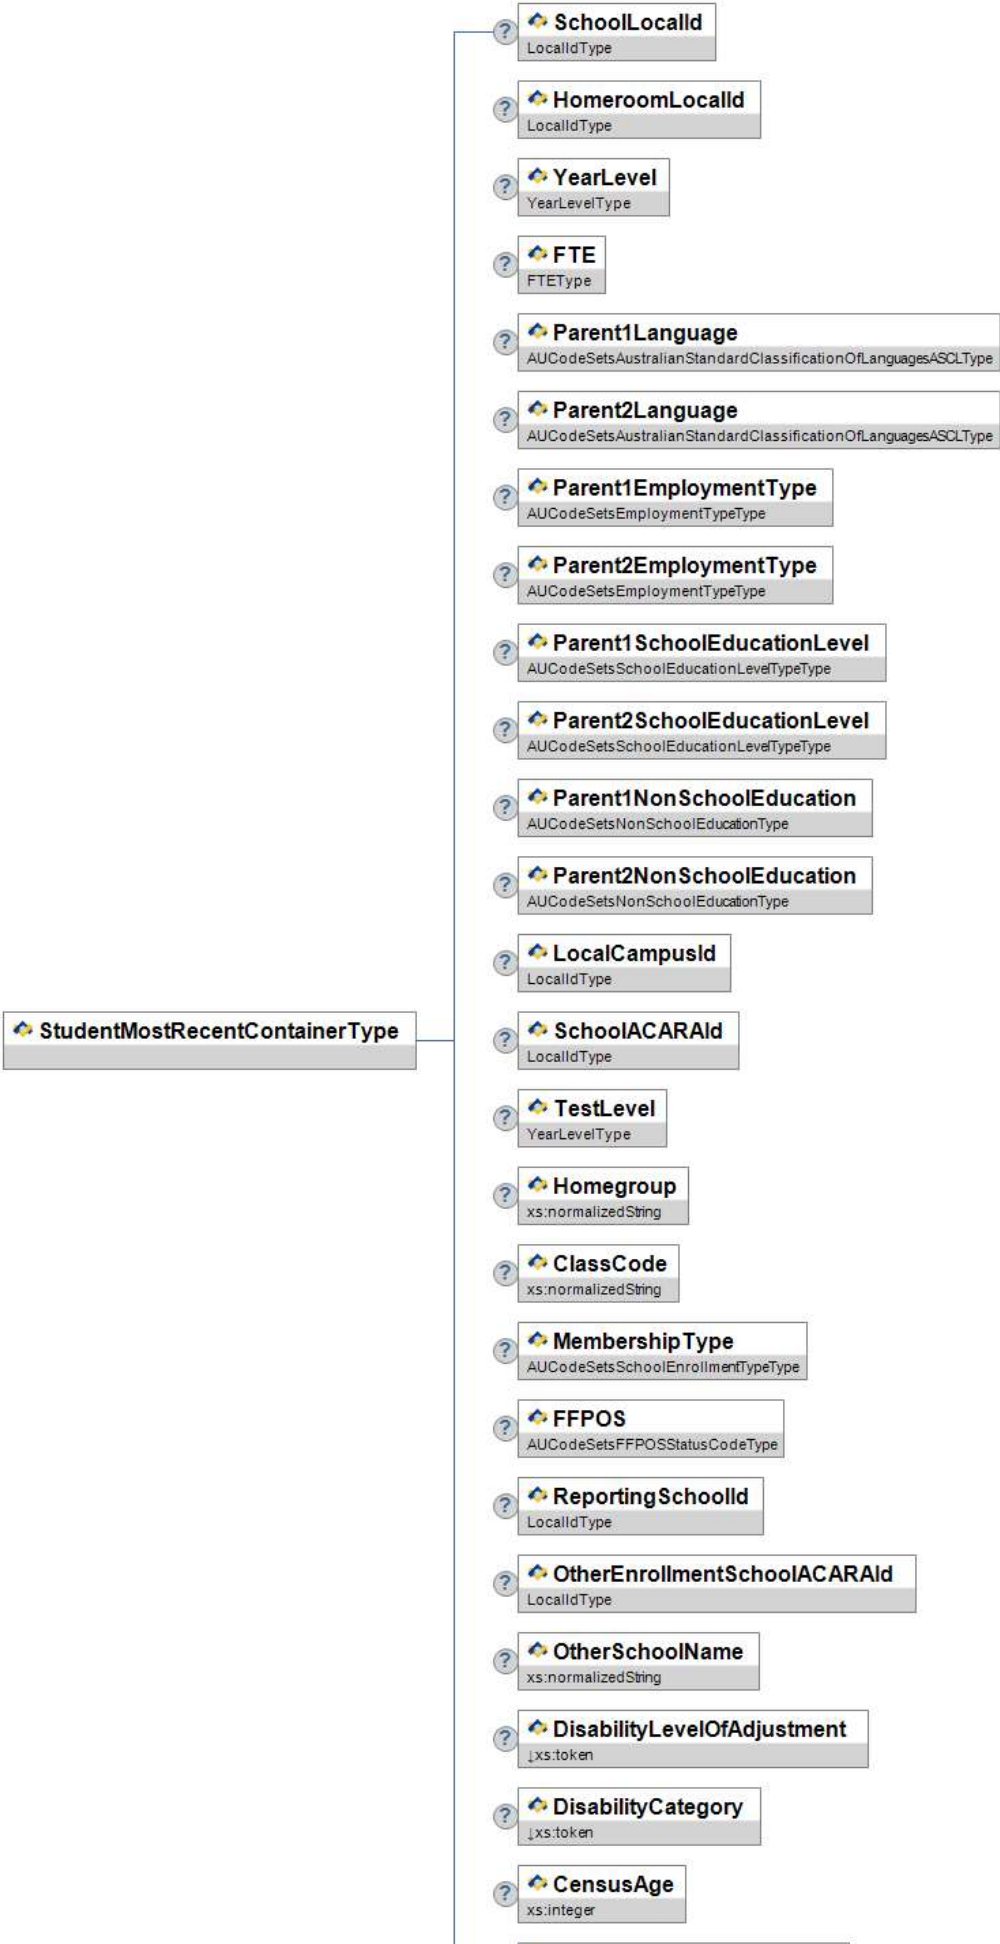 ?
SchoolLocalId
LocalIdType
?
HomeroomLocalId
LocalIdType
?
YearLevel
YearLevelType
?
FTE
FTEType
?
Parent1Language
AUCodeSetsAustralianStandardClassificationOfLanguagesASCLType
?
Parent2Language
AUCodeSetsAustralianStandardClassificationOfLanguagesASCLType
?
Parent1EmploymentType
AUCodeSetsEmploymentTypeType
?
Parent2EmploymentType
AUCodeSetsEmploymentTypeType
?
Parent1SchoolEducationLevel
AUCodeSetsSchoolEducationLevelTypeType
?
Parent2SchoolEducationLevel
AUCodeSetsSchoolEducationLevelTypeType
?
Parent1NonSchoolEducation
AUCodeSetsNonSchoolEducationType
?
Parent2NonSchoolEducation
AUCodeSetsNonSchoolEducationType
?
LocalCampusId
LocalIdType
StudentMostRecentContainerType
?
SchoolACARAId
LocalIdType
?
TestLevel
YearLevelType
?
Homegroup
xs:normalizedString
?
ClassCode
xs:normalizedString
?
MembershipType
AUCodeSetsSchoolEnrollmentTypeType
?
FFPOS
AUCodeSetsFFPOSStatusCodeType
?
ReportingSchoolId
LocalIdType
?
OtherEnrollmentSchoolACARAId
LocalIdType
?
OtherSchoolName
xs:normalizedString
?
DisabilityLevelOfAdjustment
↓xs:token
?
DisabilityCategory
↓xs:token
?
CensusAge
xs:integer